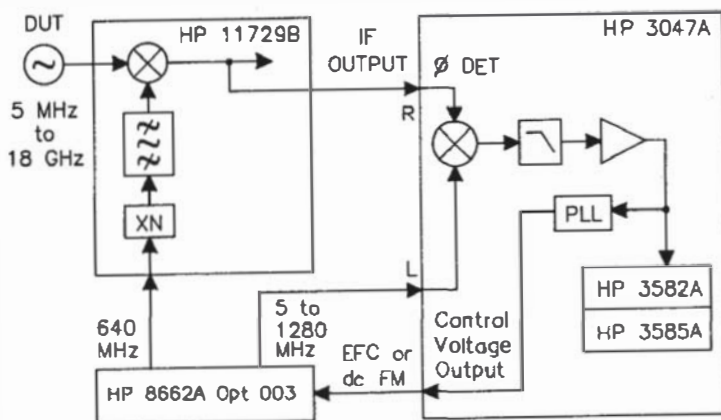 DUT
5 MHz
to
18 GHz
HP 11729B
XN
640
MHz
IF
OUTPUT
R
L
5 to
1280
MHz
EFC or
dc FM
HP 8662A Opt 003
HP 3047A
Ø DET
PLL
HP 3582A
HP 3585A
Control
Voltage
Output